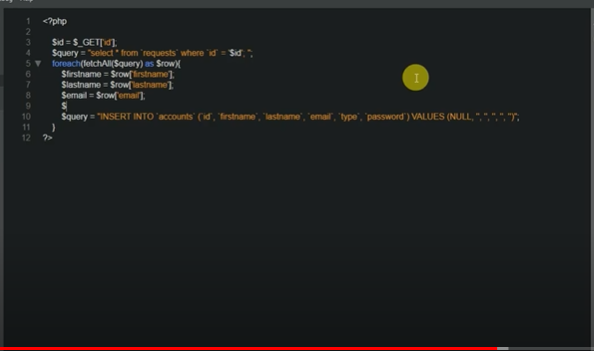 1 <?php
2
3 $id = $_GET['id'];
4 $query = "select * from `requests` where `id` = '$id'; ";
5 foreach(fetchAll($query) as $row){
6 $firstname = $row['firstname'];
7 $lastname = $row['lastname'];
8 $email = $row['email'];
9 $
10 $query = "INSERT INTO `accounts` (`id`, `firstname`, `lastname`, `email`, `type`, `password`) VALUES (NULL, '', '', '', '', '')";
11 }
12 ?>